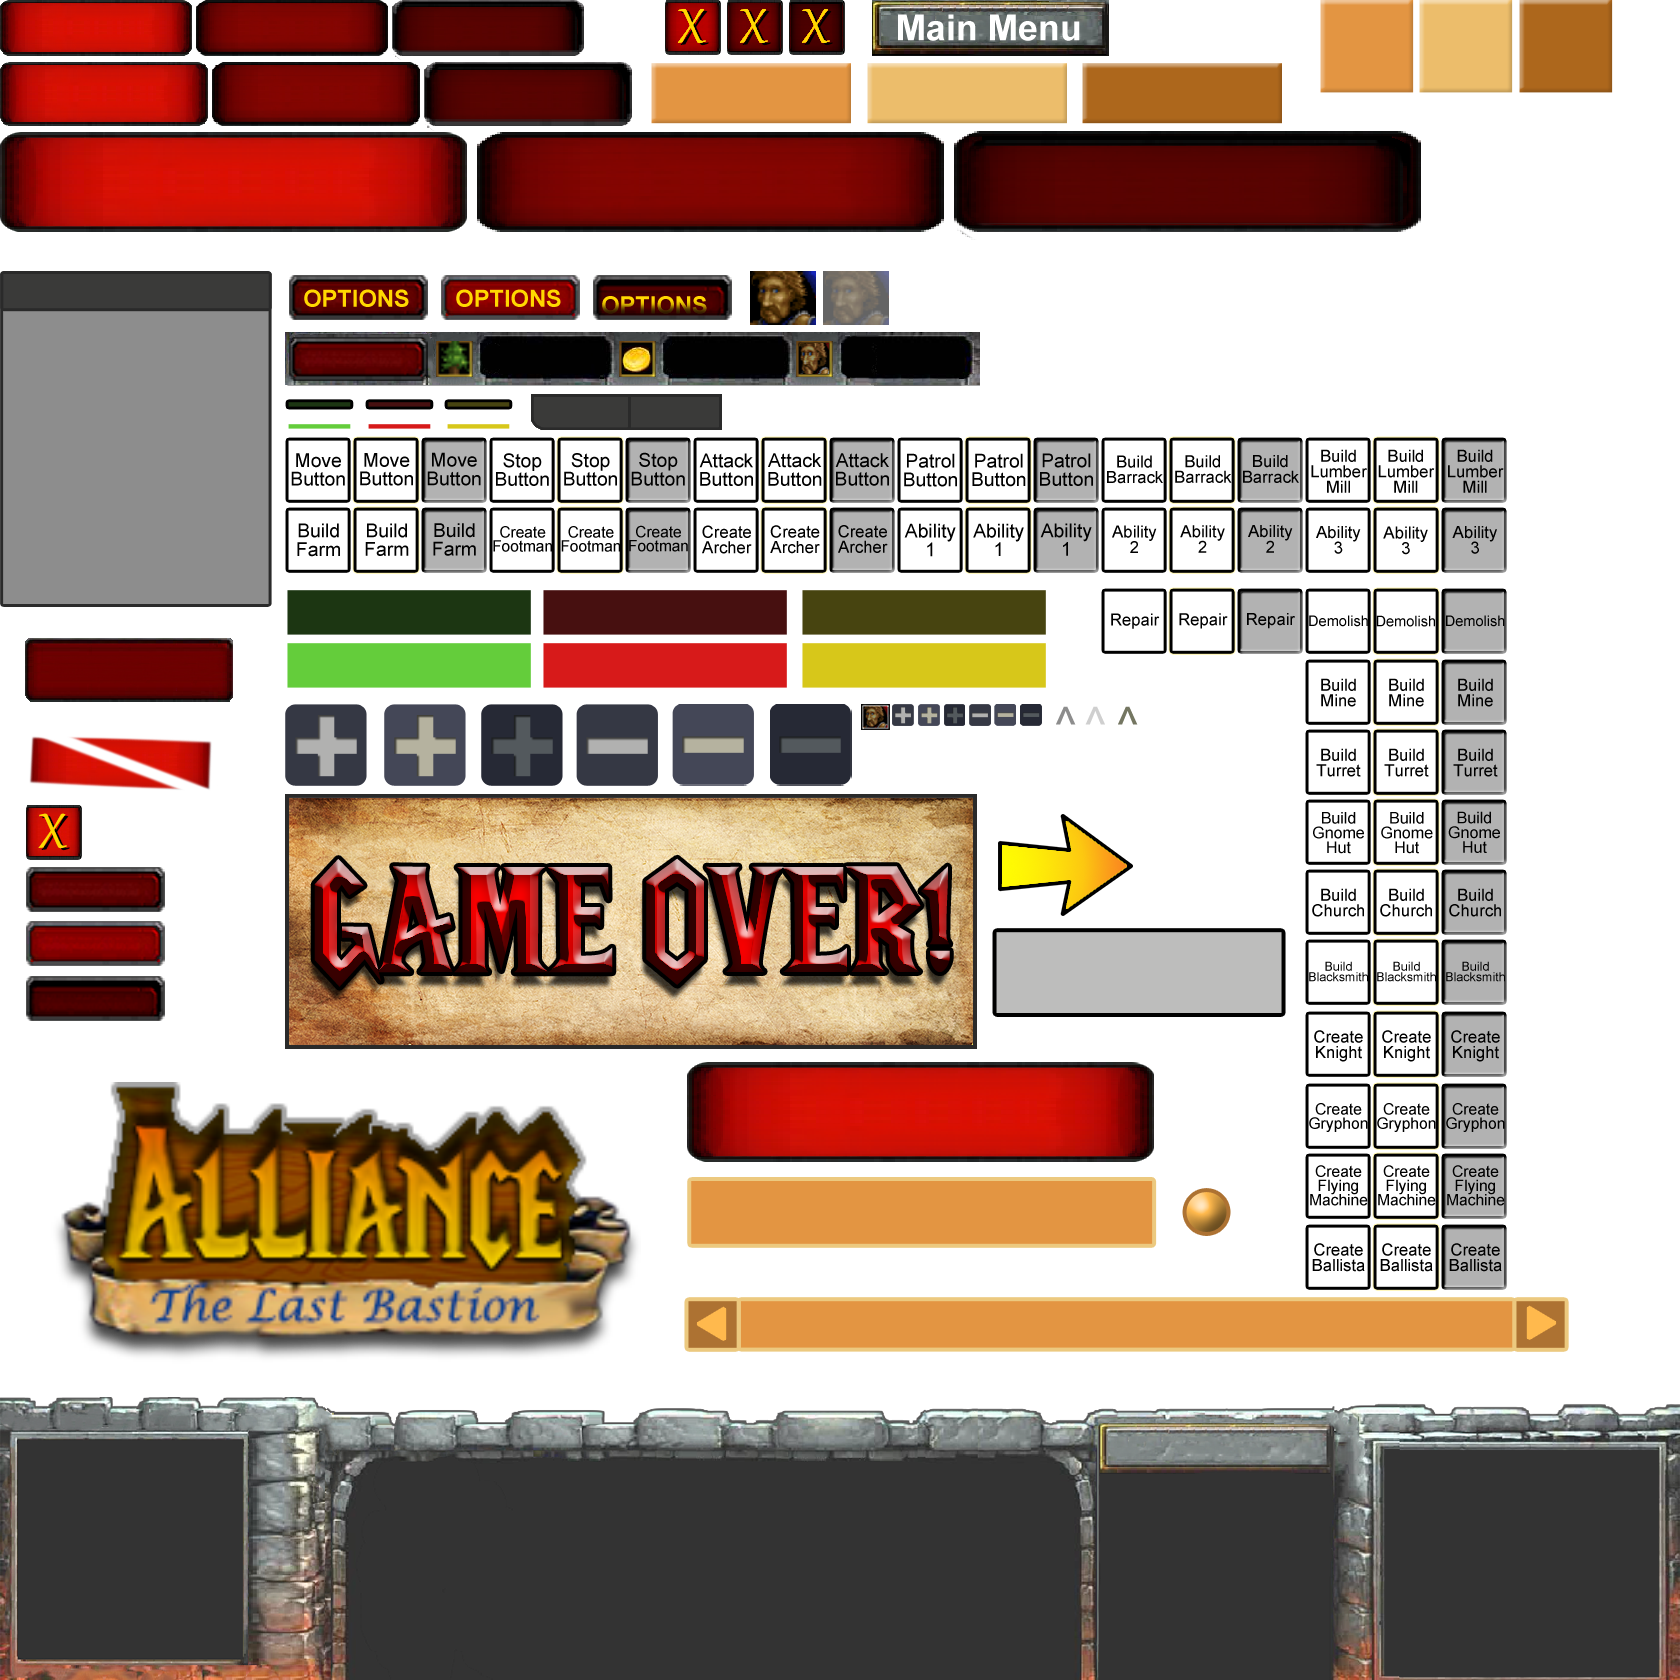 X X X
Main Menu
OPTIONS OPTIONS OPTIONS
Move Button
Move Button
Move Button
Stop Button
Stop Button
Stop Button
Attack Button
Attack Button
Attack Button
Patrol Button
Patrol Button
Patrol Button
Build Barrack
Build Barrack
Build Barrack
Build Lumber Mill
Build Lumber Mill
Build Lumber Mill
Build Farm
Build Farm
Build Farm
Create Footman
Create Footman
Create Footman
Create Archer
Create Archer
Create Archer
Ability 1
Ability 1
Ability 1
Ability 2
Ability 2
Ability 2
Ability 3
Ability 3
Ability 3
Repair Repair Repair
Demolish Demolish Demolish
Build Mine
Build Mine
Build Mine
Build Turret
Build Turret
Build Turret
Build Gnome Hut
Build Gnome Hut
Build Gnome Hut
Build Church
Build Church
Build Church
Build Blacksmith
Build Blacksmith
Build Blacksmith
Create Knight
Create Knight
Create Knight
Create Gryphon
Create Gryphon
Create Gryphon
Create Flying Machine
Create Flying Machine
Create Flying Machine
Create Ballista
Create Ballista
Create Ballista
X
GAME OVER!
ALLIANCE
The Last Bastion